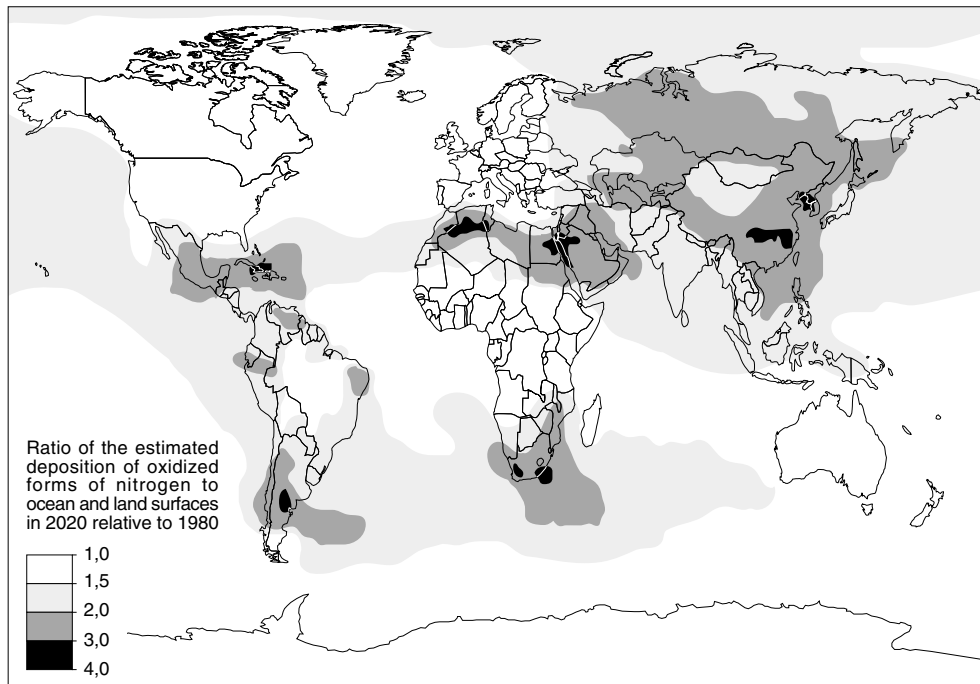 Ratio of the estimated
deposition of oxidized
forms of nitrogen to
ocean and land surfaces
in 2020 relative to 1980
1,0
1,5
2,0
3,0
4,0